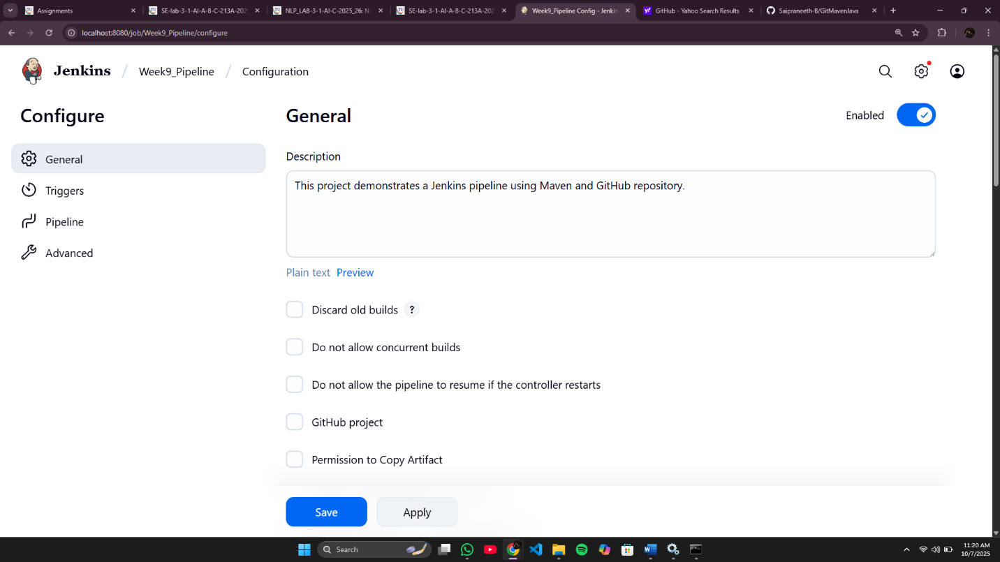 Assignments
SE-lab-3-1-AI-A-B-C-213A-202
NLP_LAB-3-1-AI-C-2025_26: NL
SE-lab-3-1-AI-A-B-C-213A-202
Week9_Pipeline Config - Jenkin
GitHub - Yahoo Search Results
Saipraneeth-B/GitMavenJava
localhost:8080/job/Week9_Pipeline/configure
Jenkins / Week9_Pipeline / Configuration
Configure
General
Triggers
Pipeline
Advanced
General
Enabled
Description
This project demonstrates a Jenkins pipeline using Maven and GitHub repository.
Plain text Preview
Discard old builds ?
Do not allow concurrent builds
Do not allow the pipeline to resume if the controller restarts
GitHub project
Permission to Copy Artifact
Save Apply
Search
11:20 AM
10/7/2025